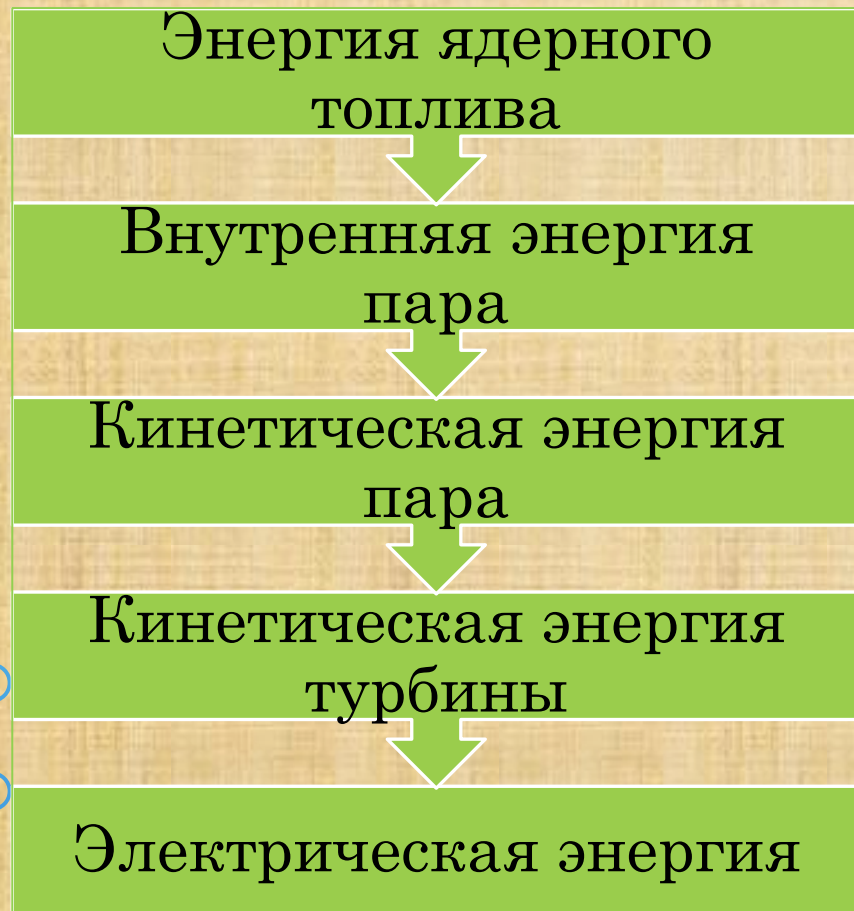 Энергия ядерного
топлива
Внутренняя энергия
пара
Кинетическая энергия
пара
Кинетическая энергия
турбины
Электрическая энергия